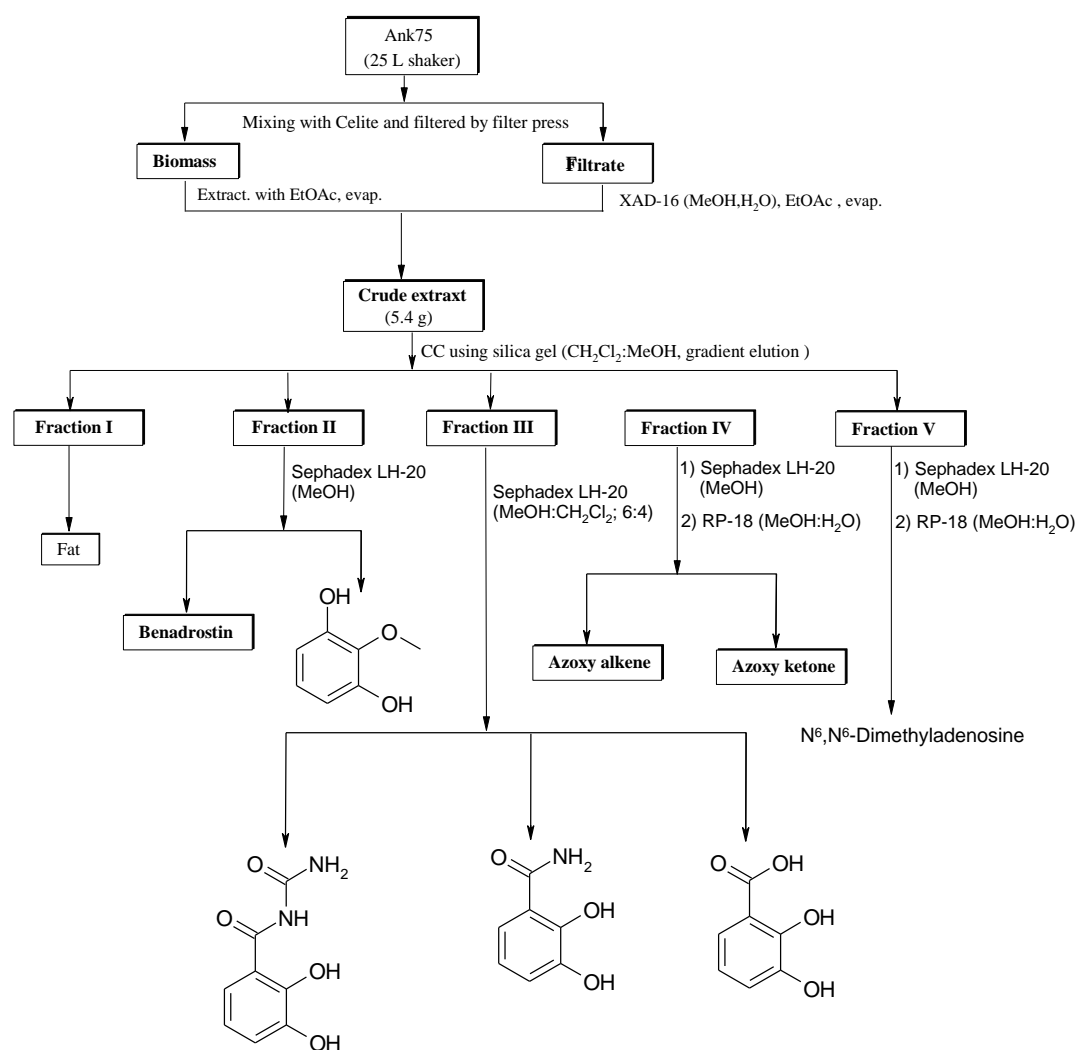 Ank75
(25 L shaker)
Mixing with Celite and filtered by filter press
Biomass
Filtrate
Extract. with EtOAc, evap.
XAD-16 (MeOH,H2O), EtOAc , evap.
Crude extraxt
(5.4 g)
CC using silica gel (CH2Cl2:MeOH, gradient elution )
Fraction I
Fraction II
Fraction III
Fraction IV
Fraction V
Sephadex LH-20
(MeOH)
Sephadex LH-20
(MeOH:CH2Cl2; 6:4)
1) Sephadex LH-20
(MeOH)
2) RP-18 (MeOH:H2O)
1) Sephadex LH-20
(MeOH)
2) RP-18 (MeOH:H2O)
Fat
Benadrostin
OH
O
OH
Azoxy alkene
Azoxy ketone
N6,N6-Dimethyladenosine
O
NH2
O
NH
OH
OH
O
NH2
OH
OH
O
OH
OH
OH